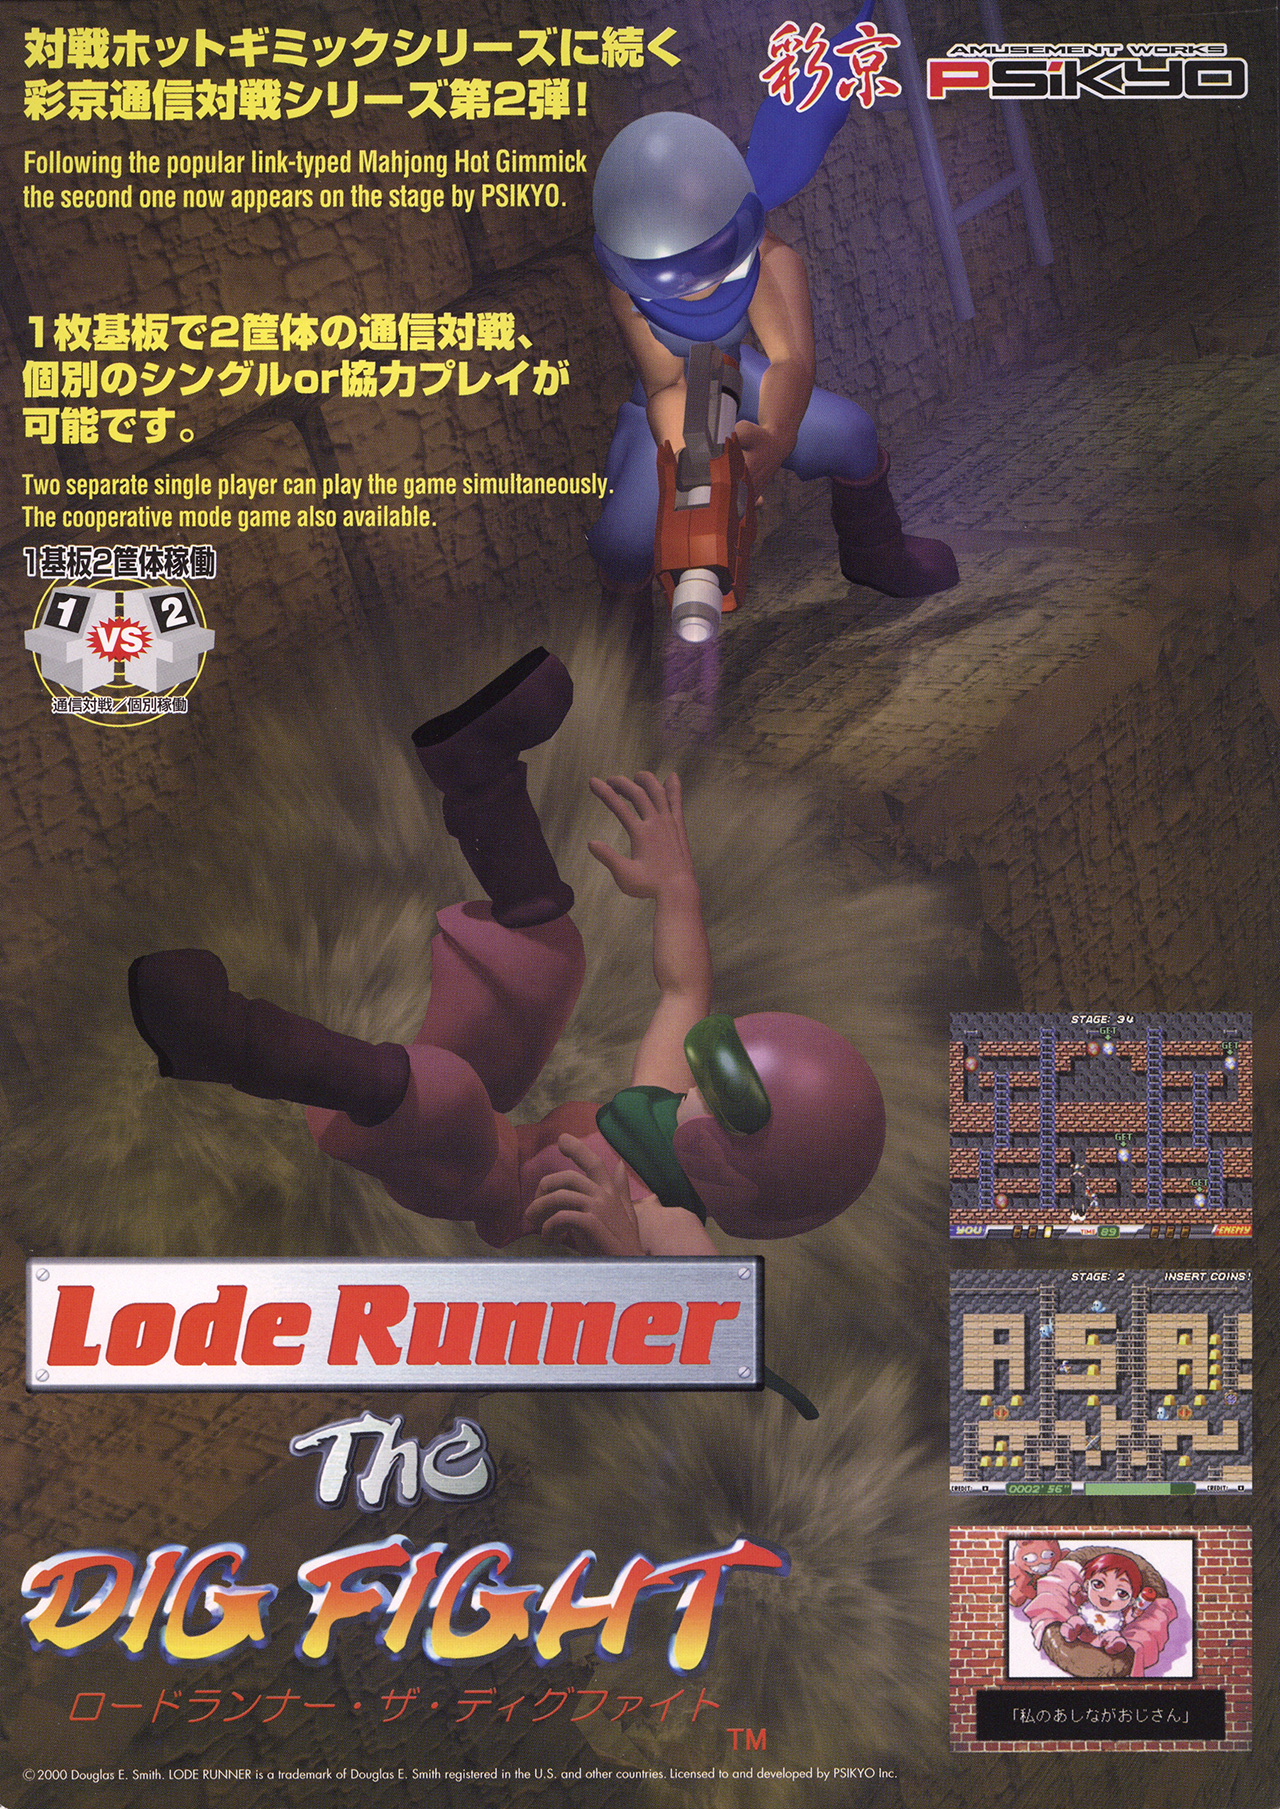 対戦ホットギミックシリーズに続く
彩京通信対戦シリーズ第2弾!
彩京
AMUSEMENT WORKS
PSiKYO
Following the popular link-typed Mahjong Hot Gimmick
the second one now appears on the stage by PSIKYO.
1枚基板で2筐体の通信対戦、
個別のシングルor協力プレイが
可能です。
Two separate single player can play the game simultaneously.
The cooperative mode game also available.
1基板2筐体稼働
1 VS 2
通信対戦/個別稼働
STAGE: 34
GET
GET
GET
GET
YOU TIME 89 ENEMY
STAGE: 2 INSERT COINS!
CREDIT: 0002'56" CREDIT:
「私のあしながおじさん」
Lode Runner
The
DIG FIGHT
ロードランナー・ザ・ディグファイト
TM
©2000 Douglas E. Smith. LODE RUNNER is a trademark of Douglas E. Smith registered in the U.S. and other countries. Licensed to and developed by PSIKYO Inc.